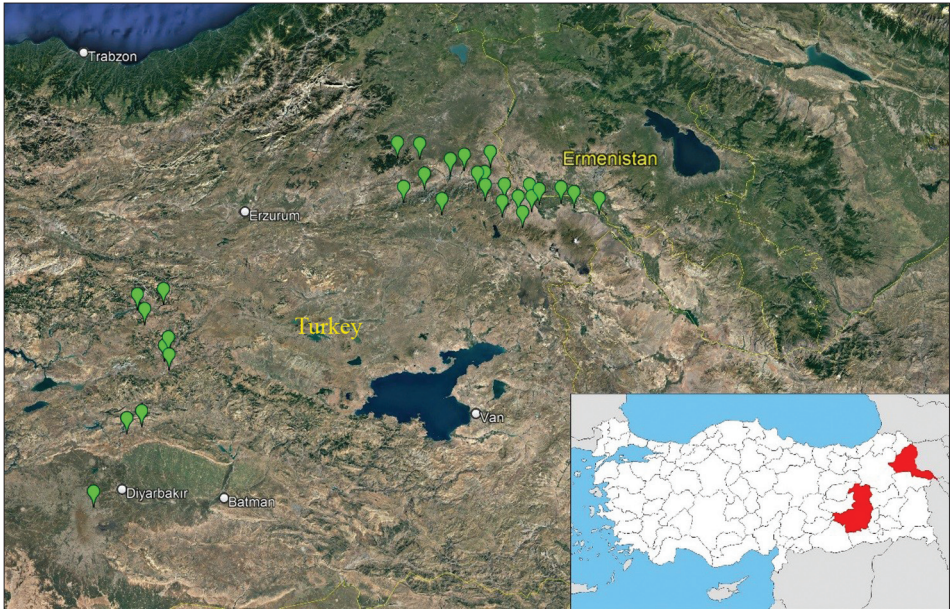 Trabzon
Ermenistan
Erzurum
Turkey
Van
Diyarbakır
Batman